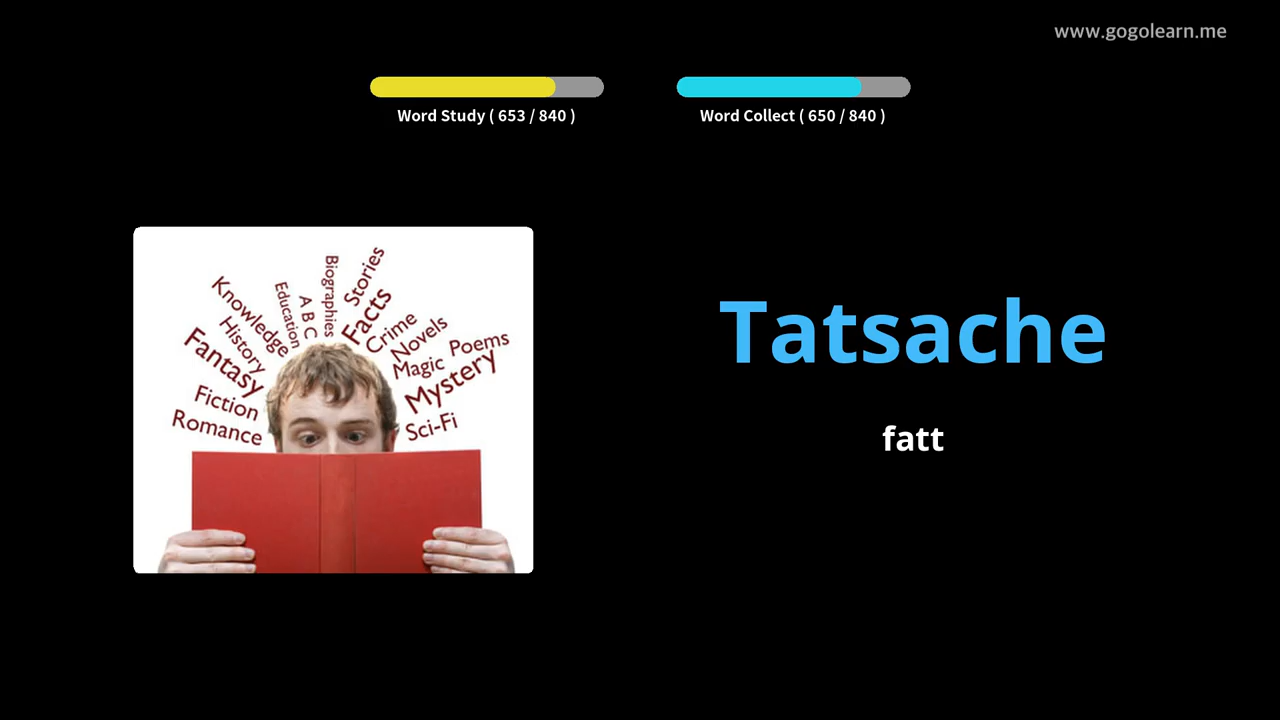 www.gogolearn.me
Word Study ( 653 / 840 )
Word Collect ( 650 / 840 )
Tatsache
fatt
Stories
Biographies
Facts
A B C
Education
Knowledge
Crime
History
Novels
Poems
Fantasy
Magic
Mystery
Fiction
Romance
Sci-Fi